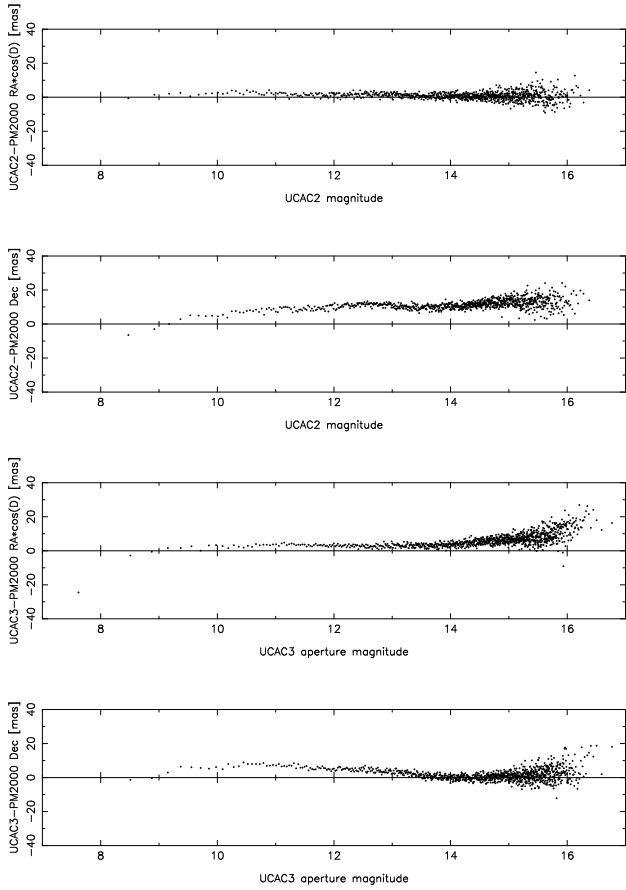 UCAC2−PM2000 RA*cos(D) [mas]
40
20
0
−20
−40
8 10 12 14 16
UCAC2 magnitude
UCAC2−PM2000 Dec [mas]
40
20
0
−20
−40
8 10 12 14 16
UCAC2 magnitude
UCAC3−PM2000 RA*cos(D) [mas]
40
20
0
−20
−40
8 10 12 14 16
UCAC3 aperture magnitude
UCAC3−PM2000 Dec [mas]
40
20
0
−20
−40
8 10 12 14 16
UCAC3 aperture magnitude